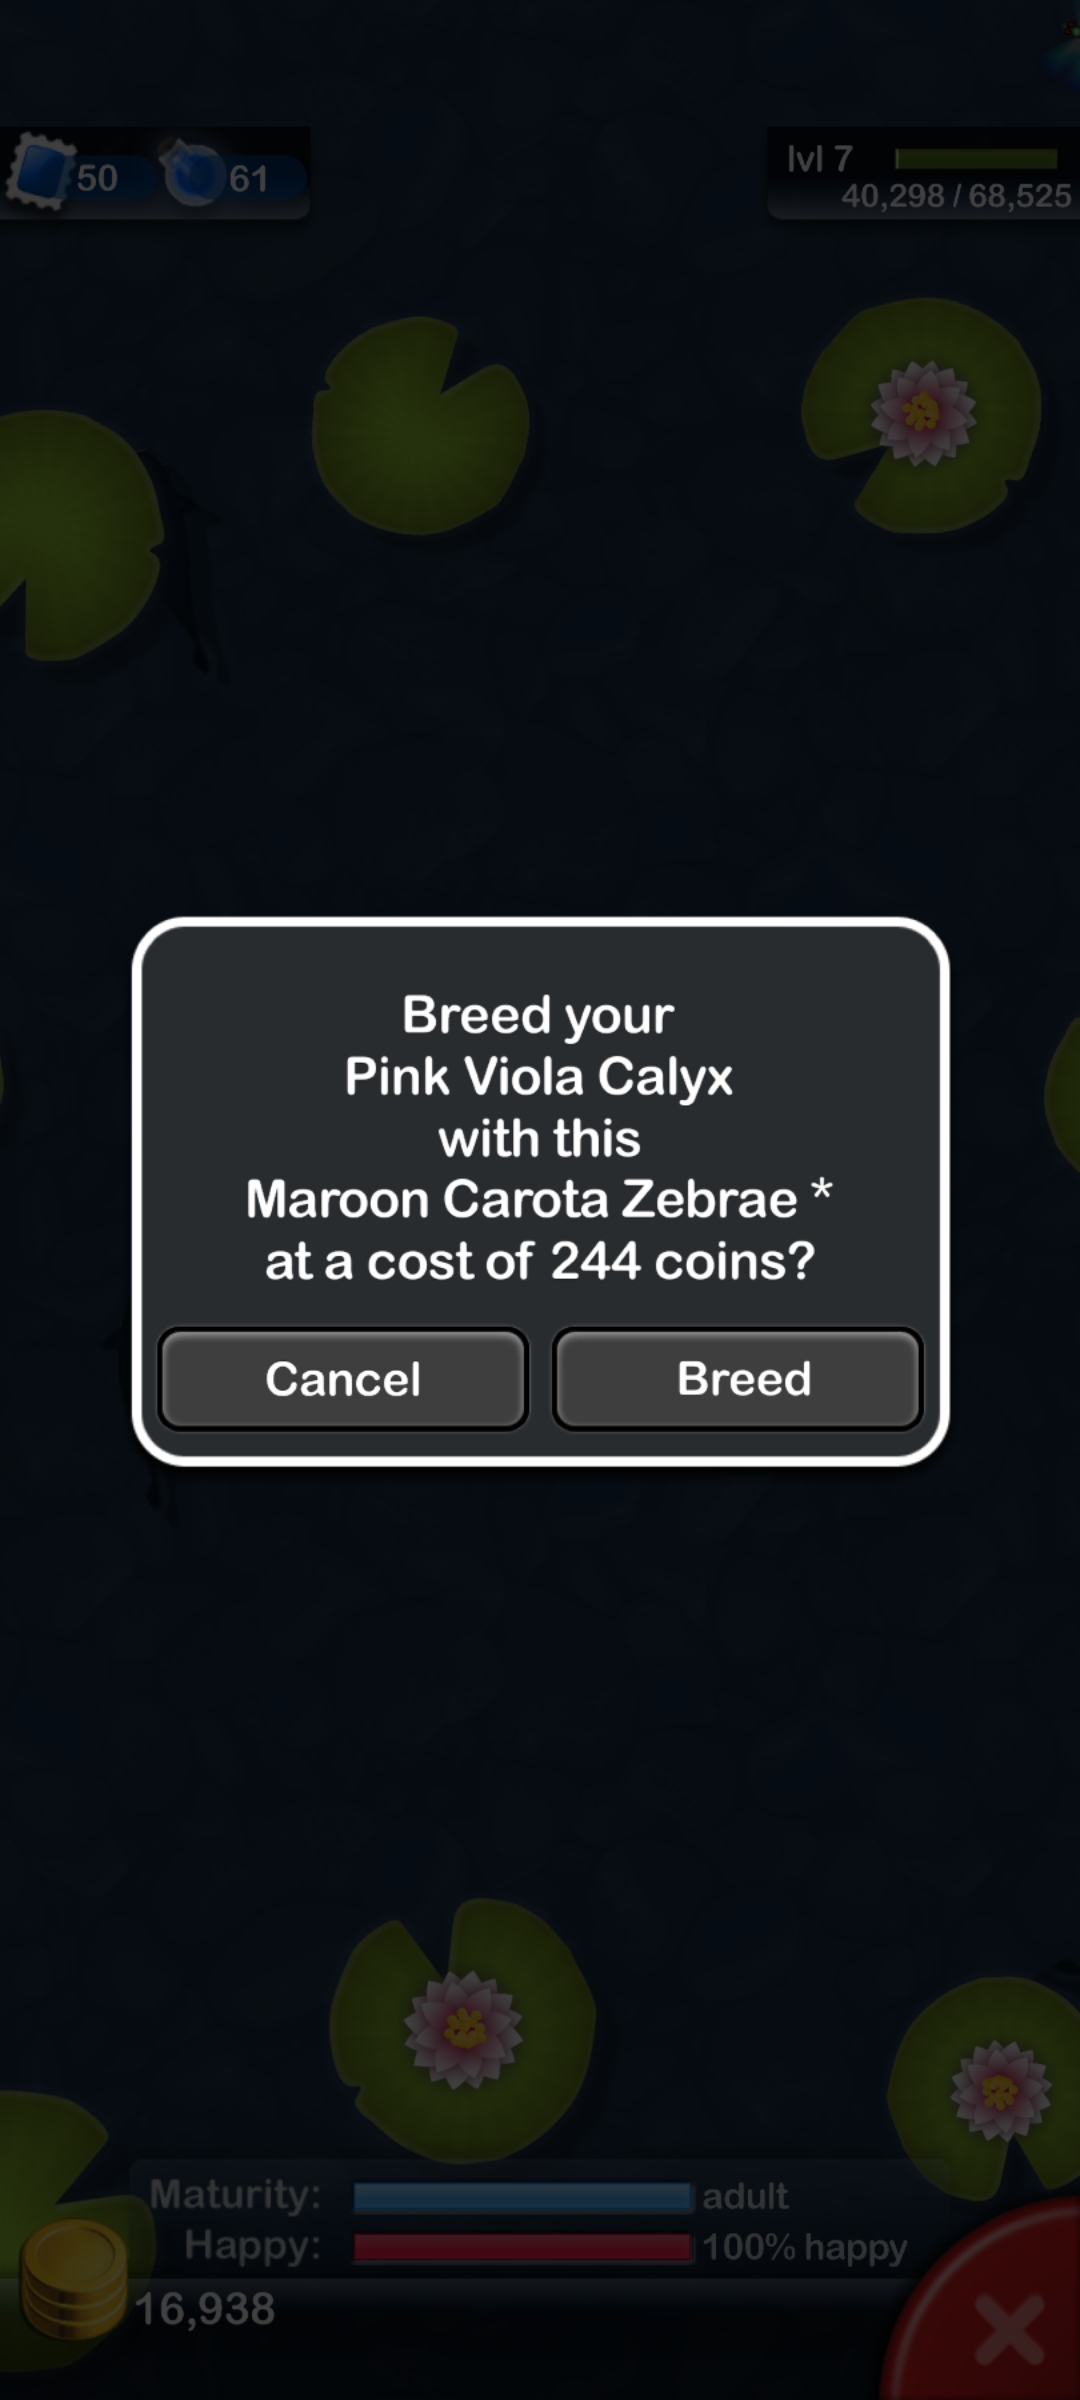 50
61
lvl 7
40,298 / 68,525
Breed your
Pink Viola Calyx
with this
Maroon Carota Zebrae *
at a cost of 244 coins?
Cancel
Breed
Maturity: adult
Happy: 100% happy
16,938